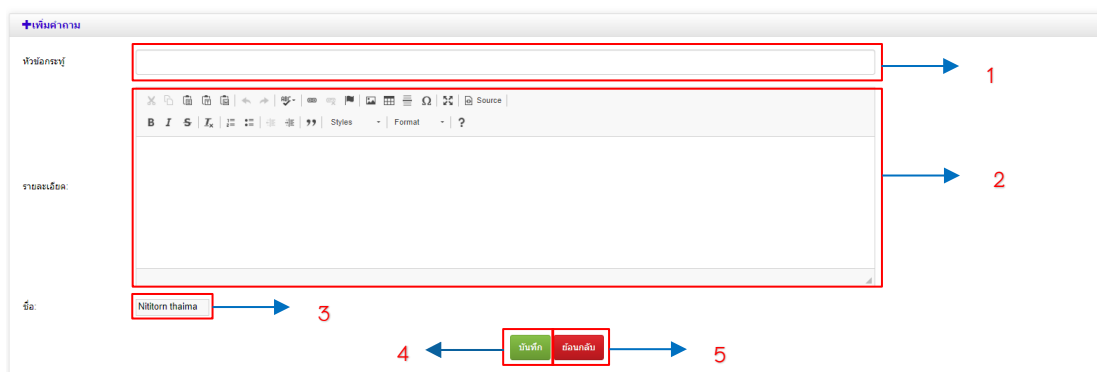 เพิ่มคำถาม
หัวข้อกระทู้
1
ABC Source
B I S Tx Styles Format ?
รายละเอียด:
2
ชื่อ: Nititorn thaima
3
4 บันทึก ย้อนกลับ 5